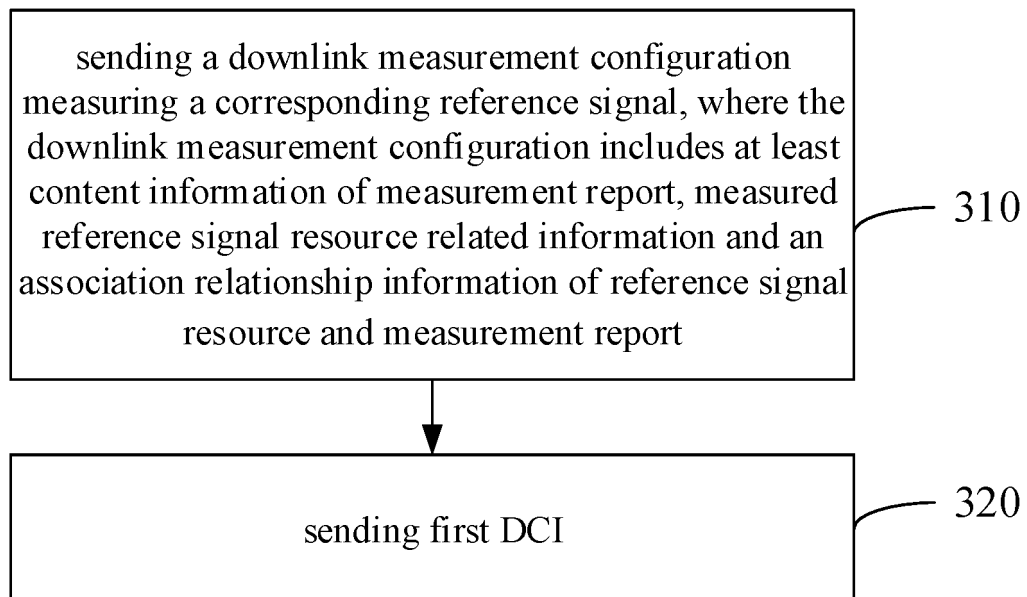 sending a downlink measurement configuration
measuring a corresponding reference signal, where the
downlink measurement configuration includes at least
content information of measurement report, measured
reference signal resource related information and an
association relationship information of reference signal
resource and measurement report
310
sending first DCI
320